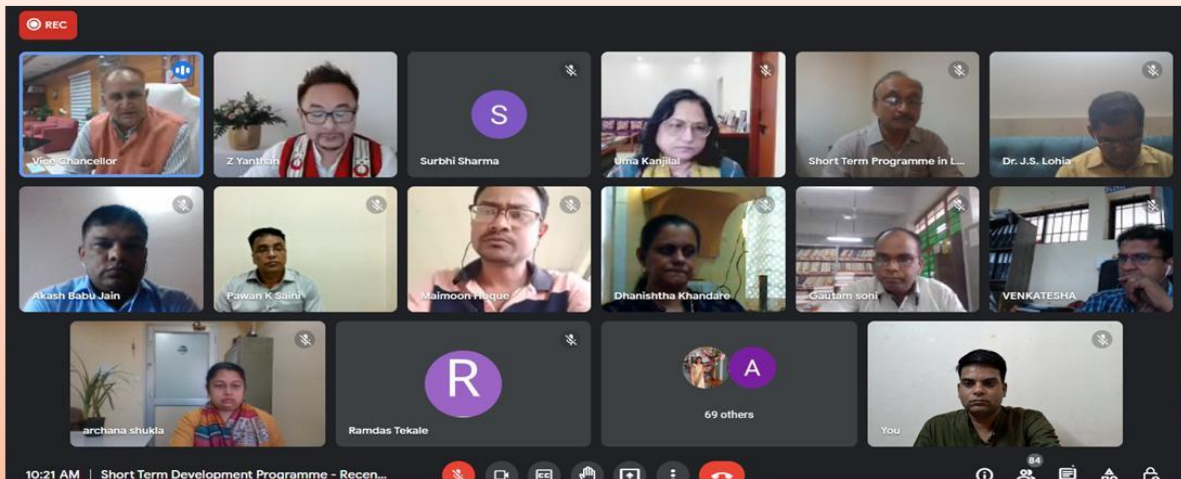 REC
Vice Chancellor
Z Yanthan
S
Surbhi Sharma
Uma Kanjilal
Short Term Programme in L...
Dr. J.S. Lohia
Akash Babu Jain
Pawan K Saini
Maimoon Hoque
Dhanishtha Khandare
Gautam soni
VENKATESHA
archana shukla
R
Ramdas Tekale
A
69 others
You
10:21 AM | Short Term Development Programme - Recen...
CC
84